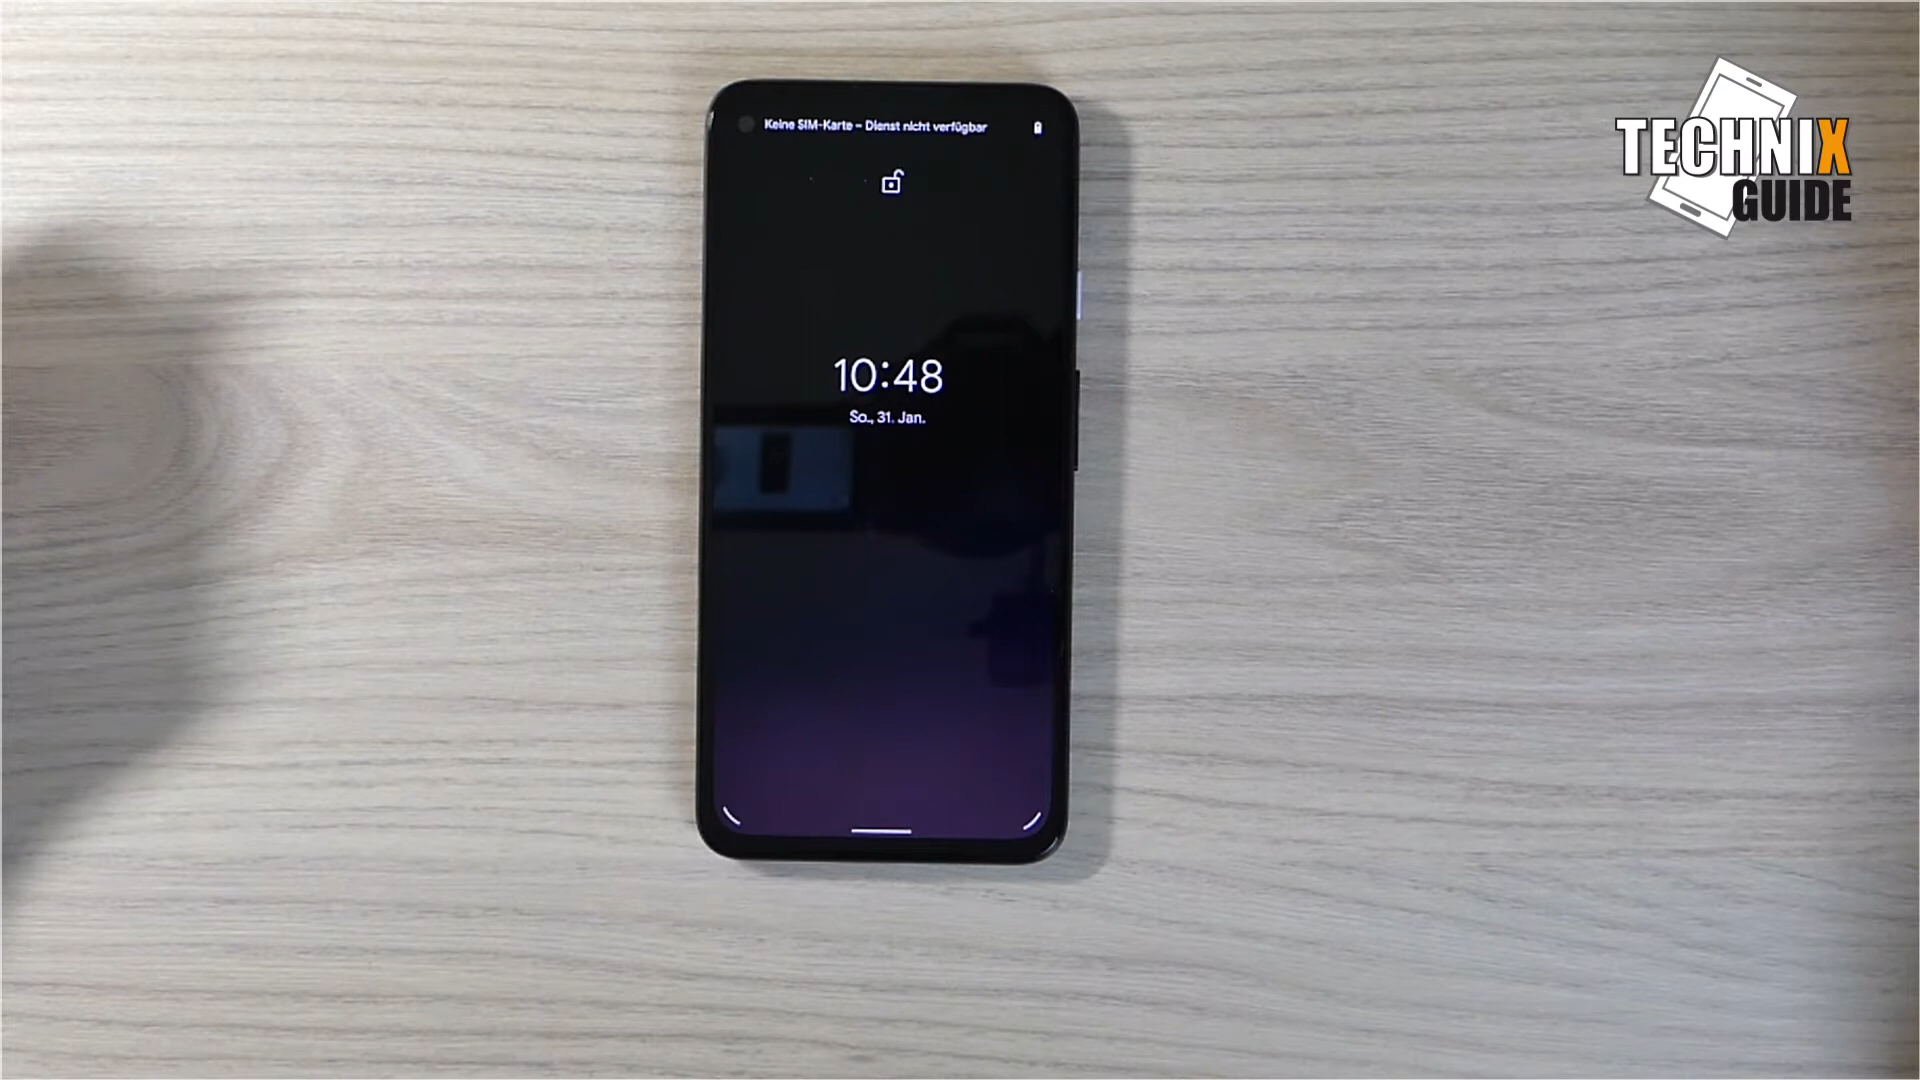 Keine SIM-Karte – Dienst nicht verfügbar
10:48
So., 31. Jan.
TECHNIX
GUIDE